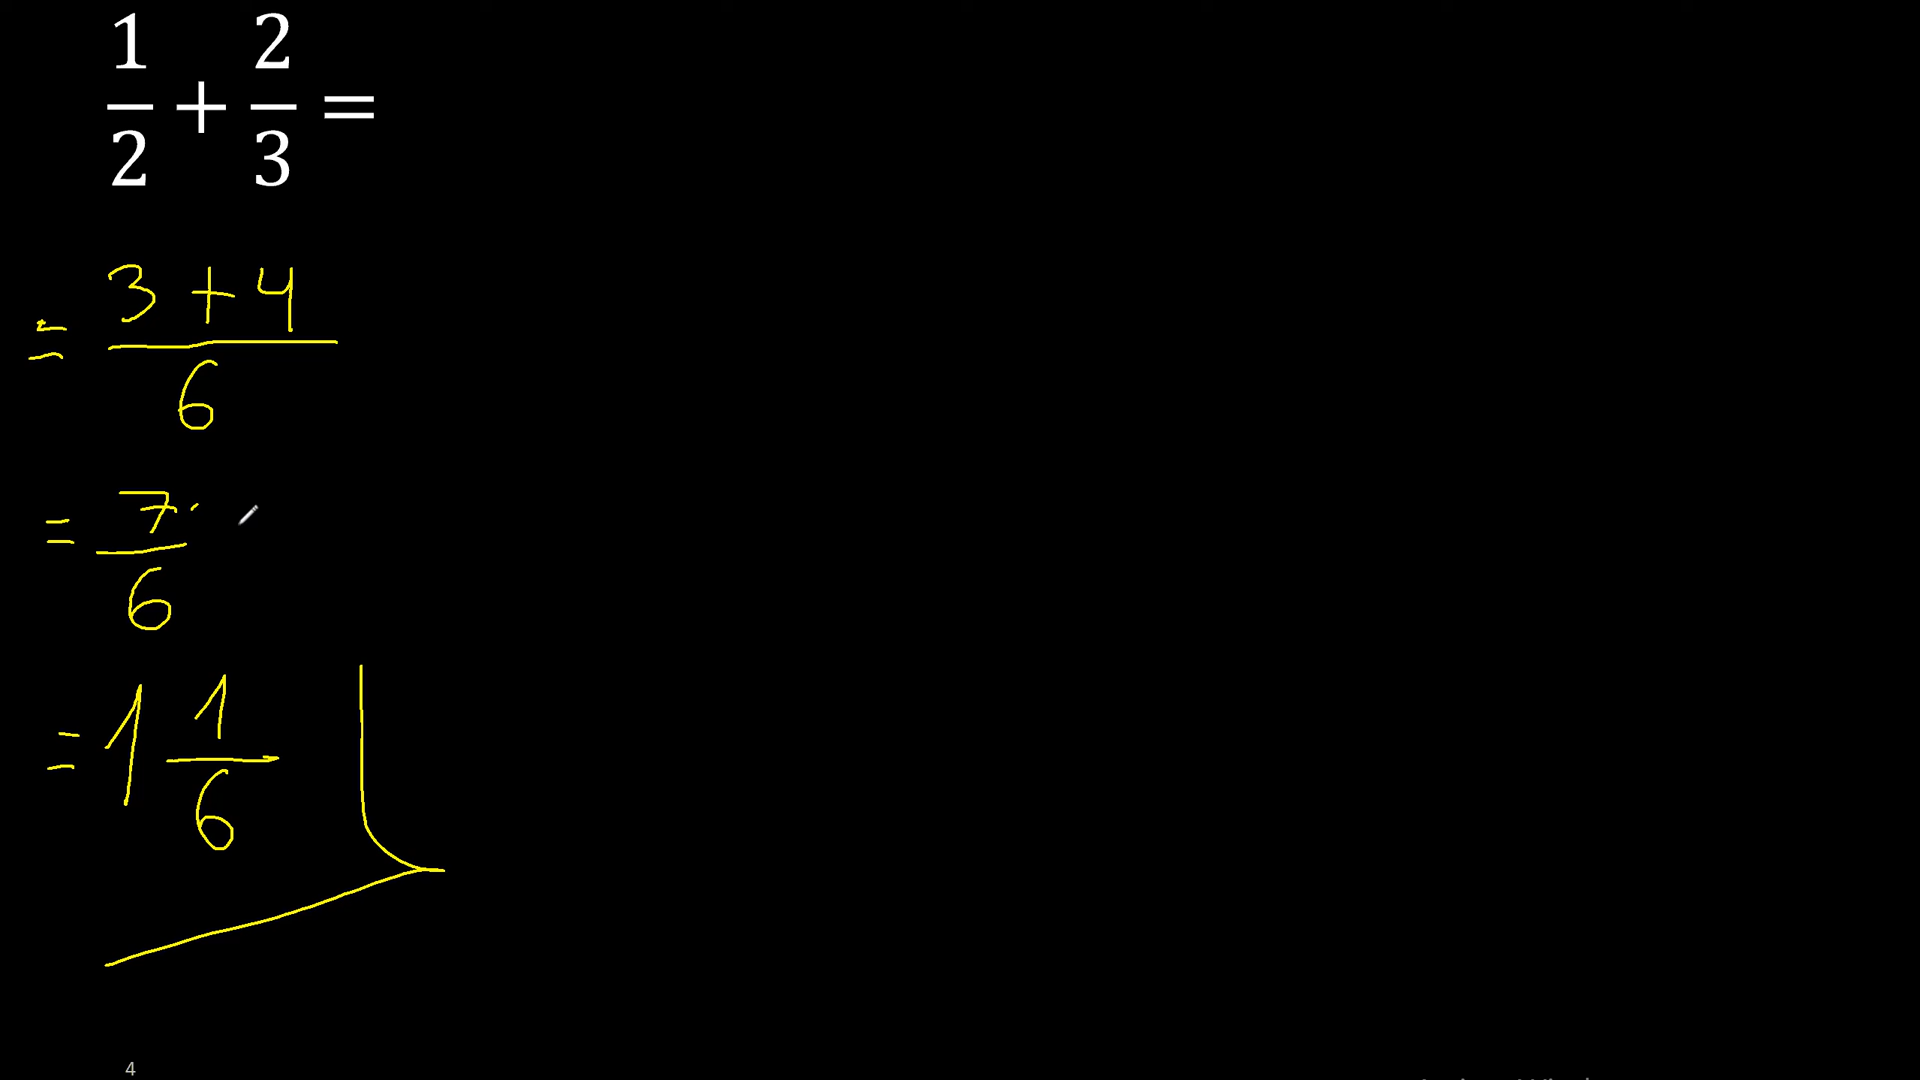 1/2 + 2/3 =
= 3 + 4 / 6
= 7/6
= 1 1/6
4